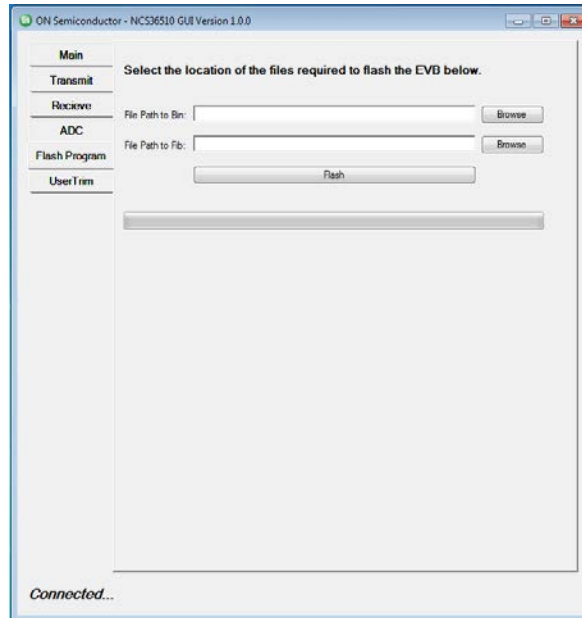 ON Semiconductor - NCS36510 GUI Version 1.0.0
Main
Transmit
Recieve
ADC
Flash Program
UserTrim
Select the location of the files required to flash the EVB below.
File Path to Bin:
Browse
File Path to Fib:
Browse
Flash
Connected...